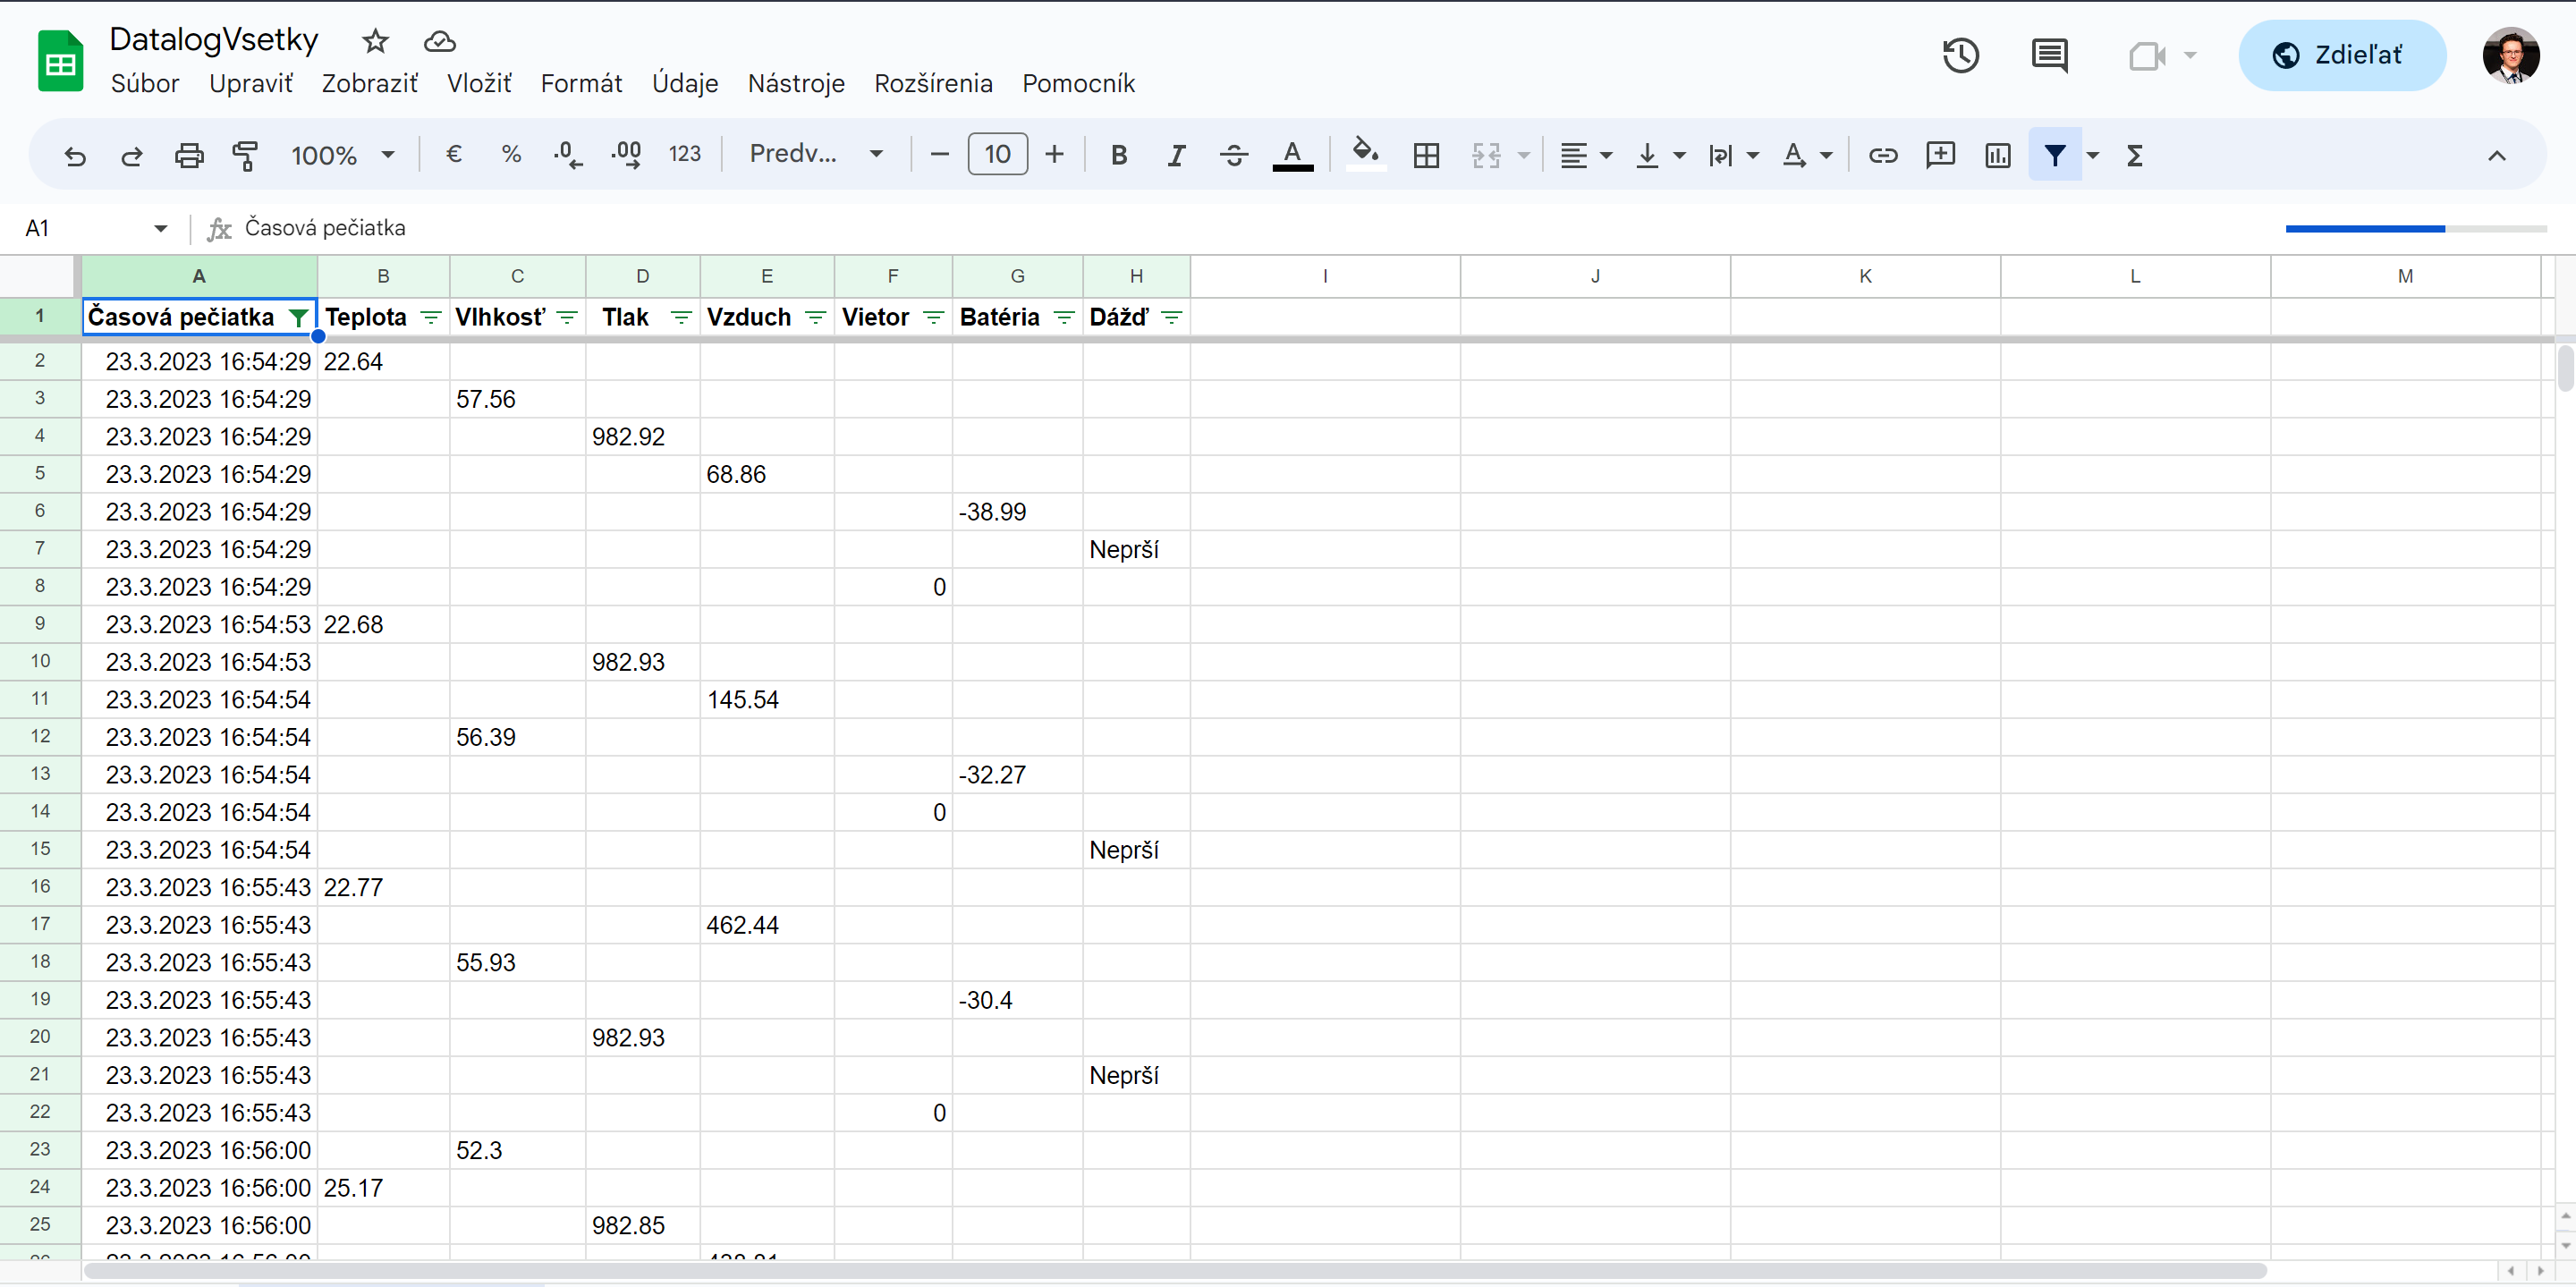 DatalogVsetky
Súbor Upraviť Zobraziť Vložiť Formát Údaje Nástroje Rozšírenia Pomocník
Zdieľať
100% € % .0 .00 123 Predv... 10 B I A A Σ
A1 fx Časová pečiatka
A B C D E F G H I J K L M
1 Časová pečiatka Teplota Vlhkosť Tlak Vzduch Vietor Batéria Dážď
2 23.3.2023 16:54:29 22.64
3 23.3.2023 16:54:29 57.56
4 23.3.2023 16:54:29 982.92
5 23.3.2023 16:54:29 68.86
6 23.3.2023 16:54:29 -38.99
7 23.3.2023 16:54:29 Neprší
8 23.3.2023 16:54:29 0
9 23.3.2023 16:54:53 22.68
10 23.3.2023 16:54:53 982.93
11 23.3.2023 16:54:54 145.54
12 23.3.2023 16:54:54 56.39
13 23.3.2023 16:54:54 -32.27
14 23.3.2023 16:54:54 0
15 23.3.2023 16:54:54 Neprší
16 23.3.2023 16:55:43 22.77
17 23.3.2023 16:55:43 462.44
18 23.3.2023 16:55:43 55.93
19 23.3.2023 16:55:43 -30.4
20 23.3.2023 16:55:43 982.93
21 23.3.2023 16:55:43 Neprší
22 23.3.2023 16:55:43 0
23 23.3.2023 16:56:00 52.3
24 23.3.2023 16:56:00 25.17
25 23.3.2023 16:56:00 982.85